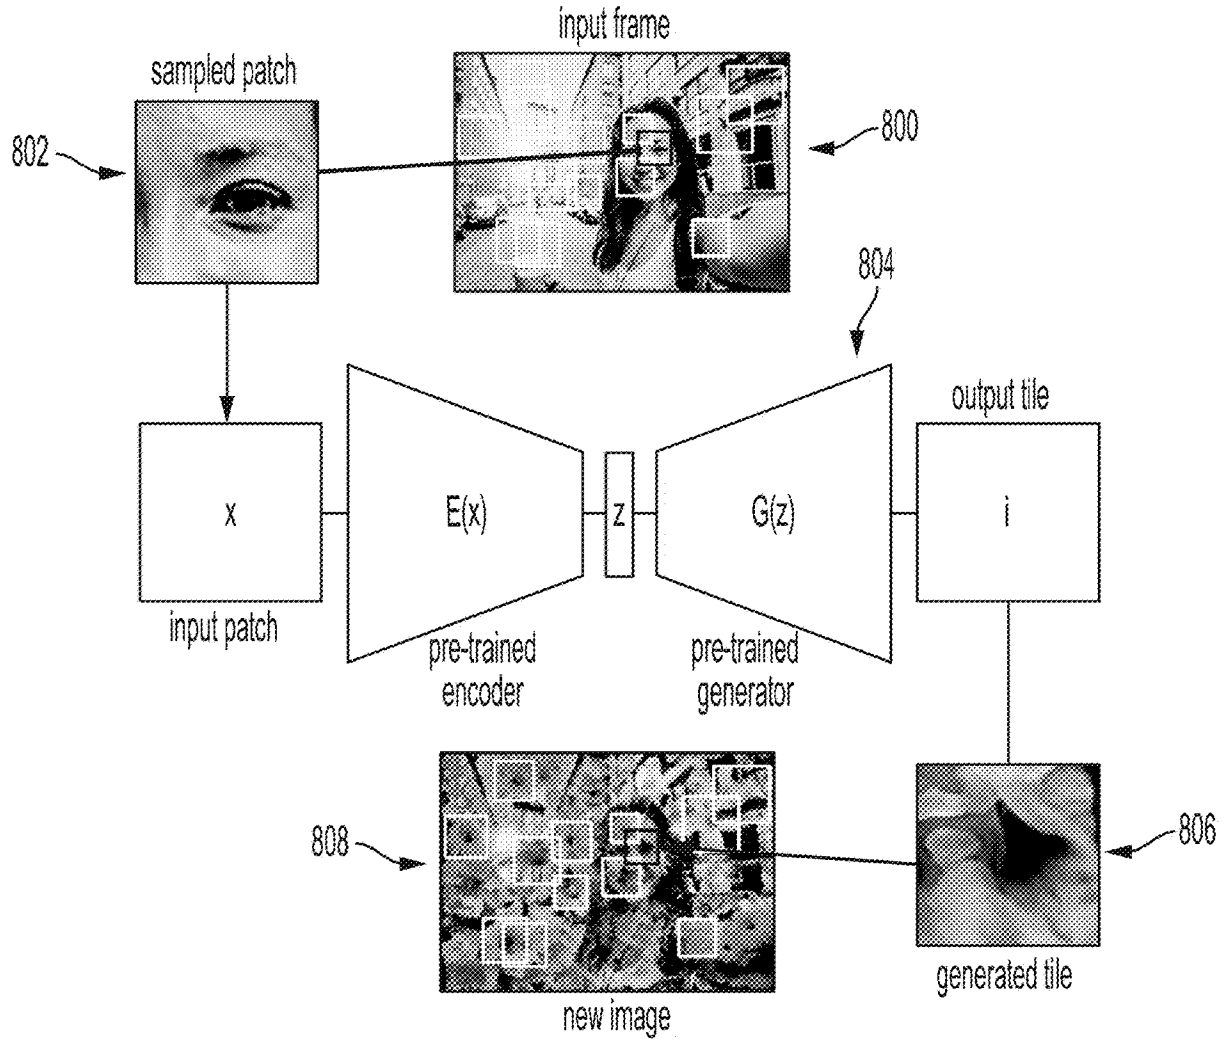 input frame
sampled patch
802
800
804
output tile
x
E(x)
z
G(z)
i
input patch
pre-trained
encoder
pre-trained
generator
808
806
generated tile
new image